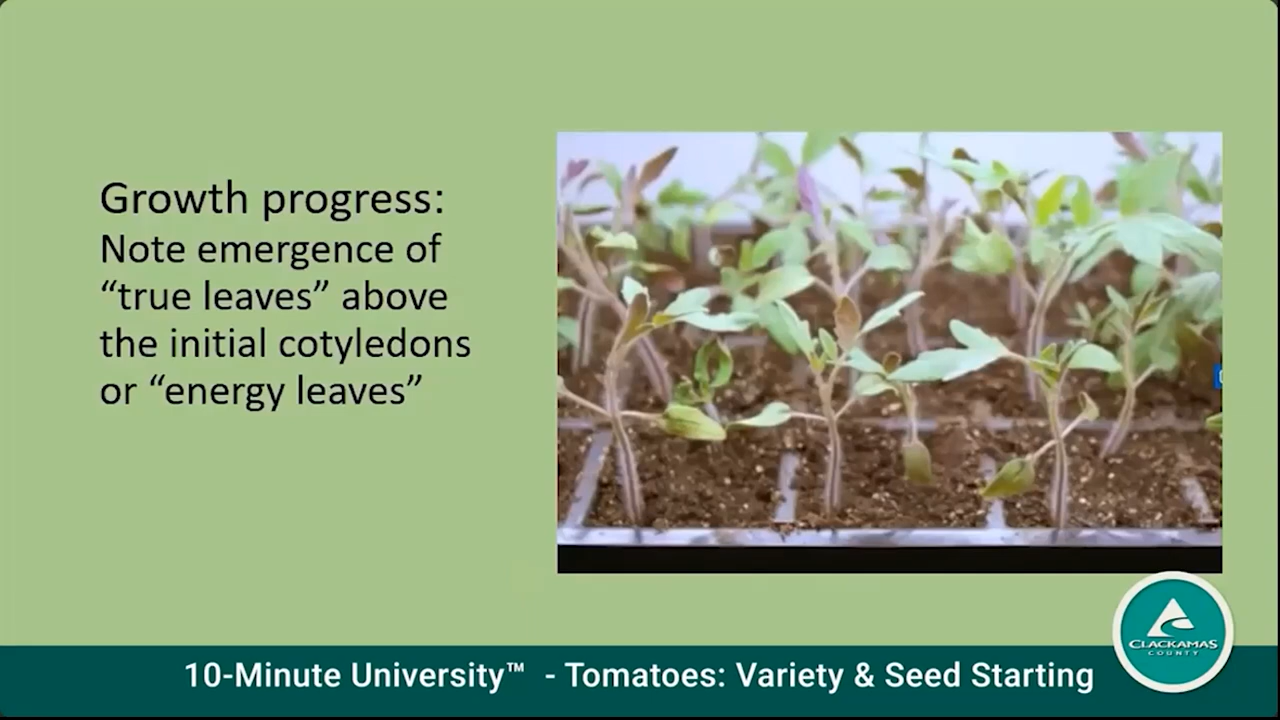 Growth progress:
Note emergence of
“true leaves” above
the initial cotyledons
or “energy leaves”
CLACKAMAS
COUNTY
10-Minute University™ - Tomatoes: Variety & Seed Starting